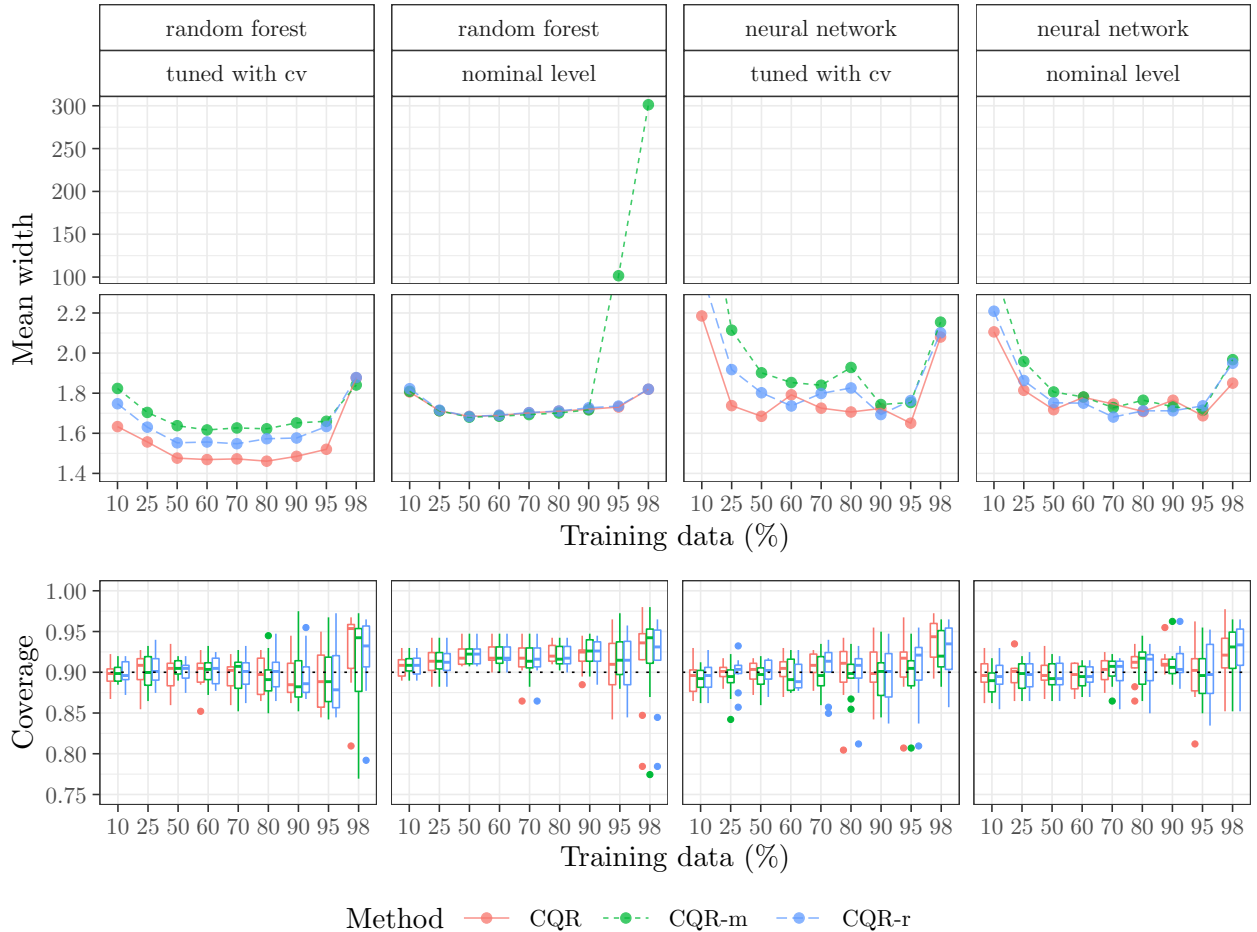 random forest random forest neural network neural network
tuned with cv nominal level tuned with cv nominal level
Mean width
300
250
200
150
100
2.2
2.0
1.8
1.6
1.4
10 25 50 60 70 80 90 95 98 10 25 50 60 70 80 90 95 98 10 25 50 60 70 80 90 95 98 10 25 50 60 70 80 90 95 98
Training data (%)
Coverage
1.00
0.95
0.90
0.85
0.80
0.75
10 25 50 60 70 80 90 95 98 10 25 50 60 70 80 90 95 98 10 25 50 60 70 80 90 95 98 10 25 50 60 70 80 90 95 98
Training data (%)
Method CQR CQR-m CQR-r